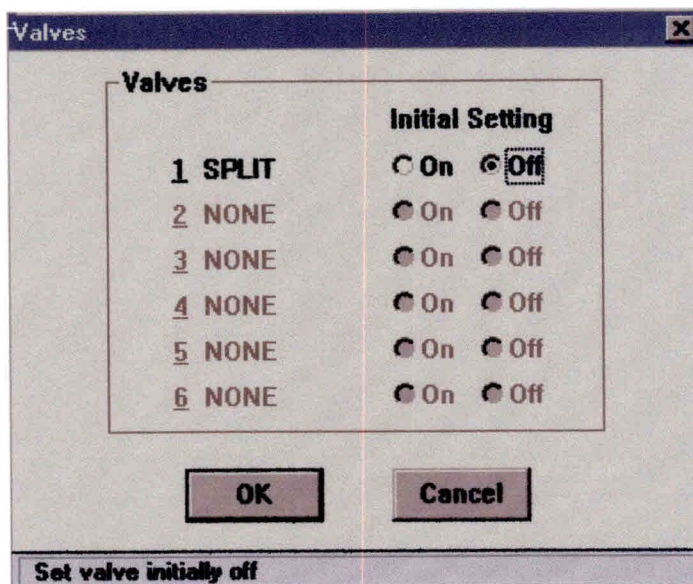 Valves
Valves
Initial Setting
1 SPLIT On Off
2 NONE On Off
3 NONE On Off
4 NONE On Off
5 NONE On Off
6 NONE On Off
OK Cancel
Set valve initially off